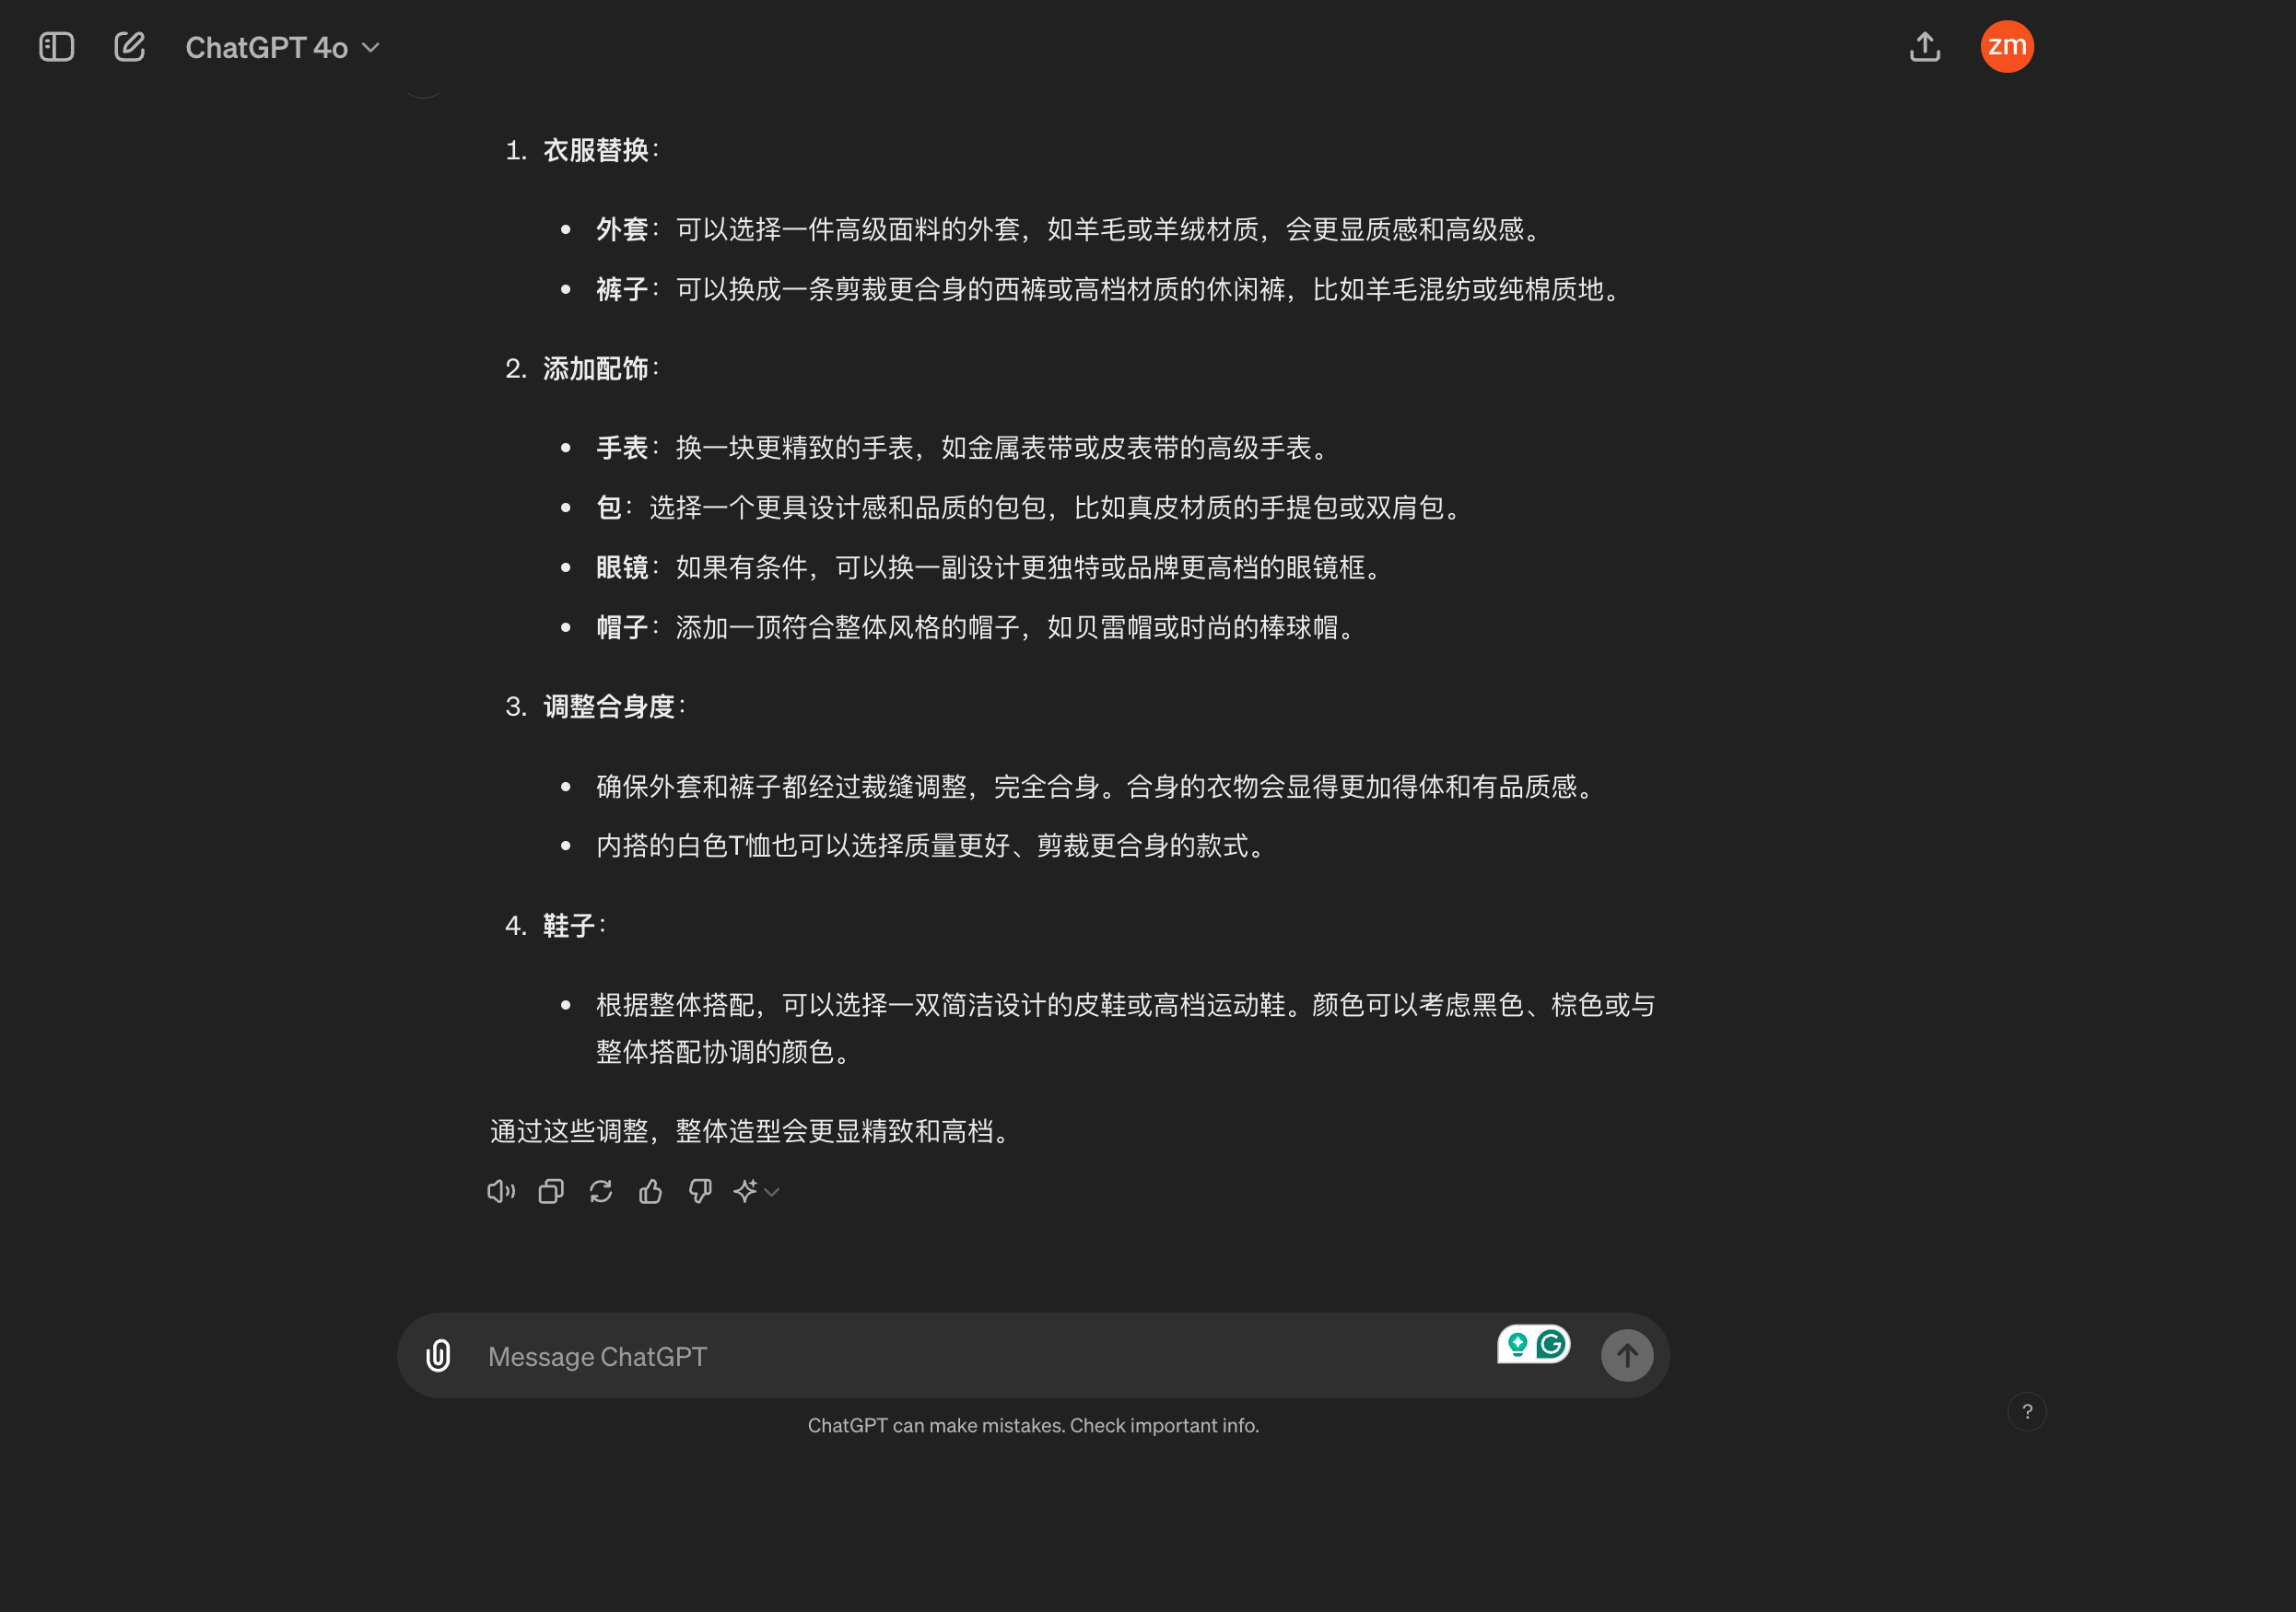 ChatGPT 4o
zm
1. 衣服替换：
• 外套：可以选择一件高级面料的外套，如羊毛或羊绒材质，会更显质感和高级感。
• 裤子：可以换成一条剪裁更合身的西裤或高档材质的休闲裤，比如羊毛混纺或纯棉质地。
2. 添加配饰：
• 手表：换一块更精致的手表，如金属表带或皮表带的高级手表。
• 包：选择一个更具设计感和品质的包包，比如真皮材质的手提包或双肩包。
• 眼镜：如果有条件，可以换一副设计更独特或品牌更高档的眼镜框。
• 帽子：添加一顶符合整体风格的帽子，如贝雷帽或时尚的棒球帽。
3. 调整合身度：
• 确保外套和裤子都经过裁缝调整，完全合身。合身的衣物会显得更加得体和有品质感。
• 内搭的白色T恤也可以选择质量更好、剪裁更合身的款式。
4. 鞋子：
• 根据整体搭配，可以选择一双简洁设计的皮鞋或高档运动鞋。颜色可以考虑黑色、棕色或与
整体搭配协调的颜色。
通过这些调整，整体造型会更显精致和高档。
Message ChatGPT
ChatGPT can make mistakes. Check important info.
?